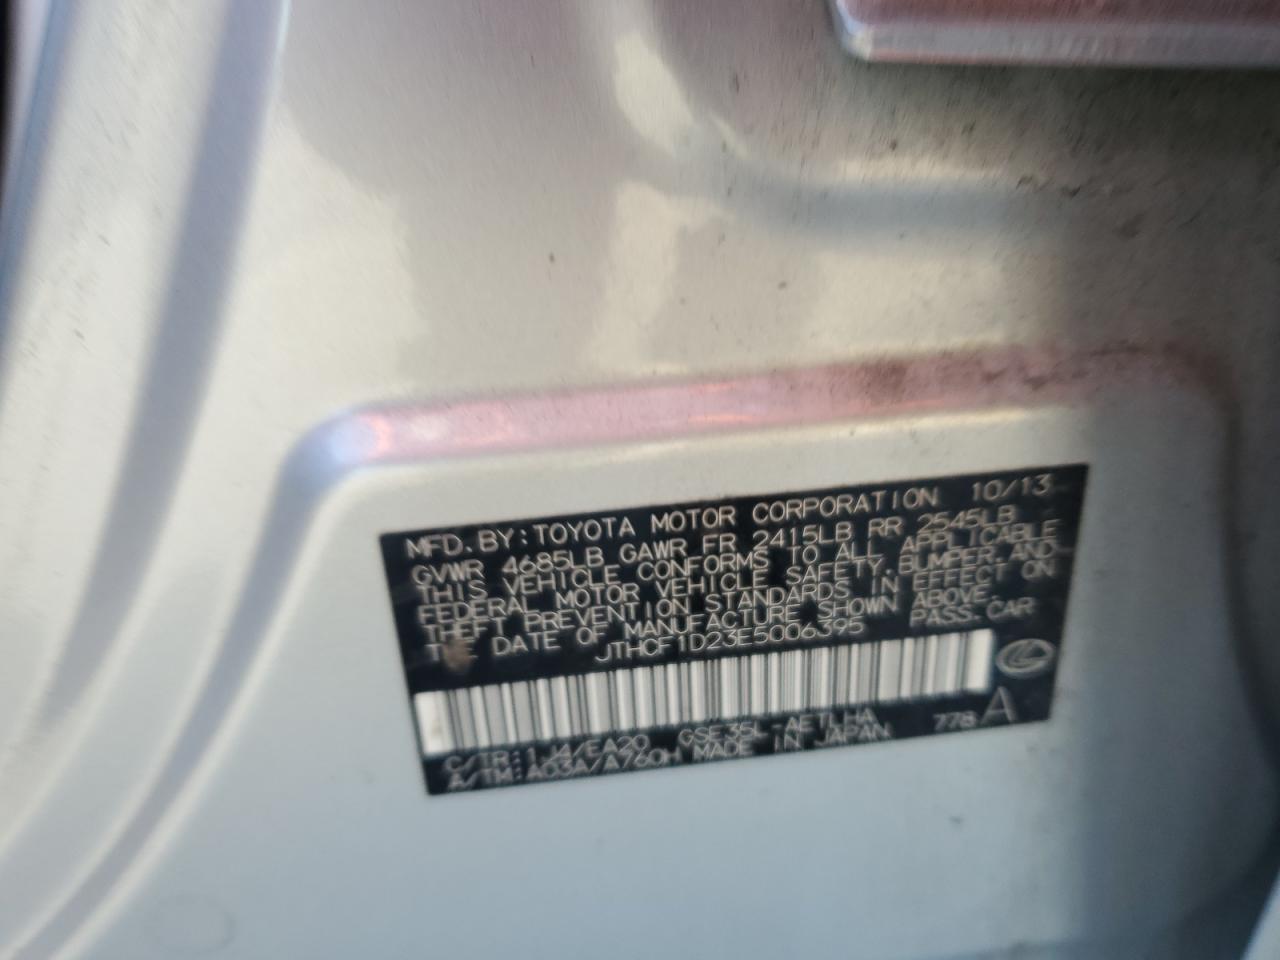 MFD. BY: TOYOTA MOTOR CORPORATION 10/13
GVWR 4685LB GAWR FR 2415LB RR 2545LB
THIS VEHICLE CONFORMS TO ALL APPLICABLE
FEDERAL MOTOR VEHICLE SAFETY, BUMPER, AND
THEFT PREVENTION STANDARDS IN EFFECT ON
THE DATE OF MANUFACTURE SHOWN ABOVE.
JTHCF1D23E5006395 PASS. CAR
C/TR: 1J4/EA20 GSE35L-AETLHA
A/TM: A03A/A760H MADE IN JAPAN 778 A